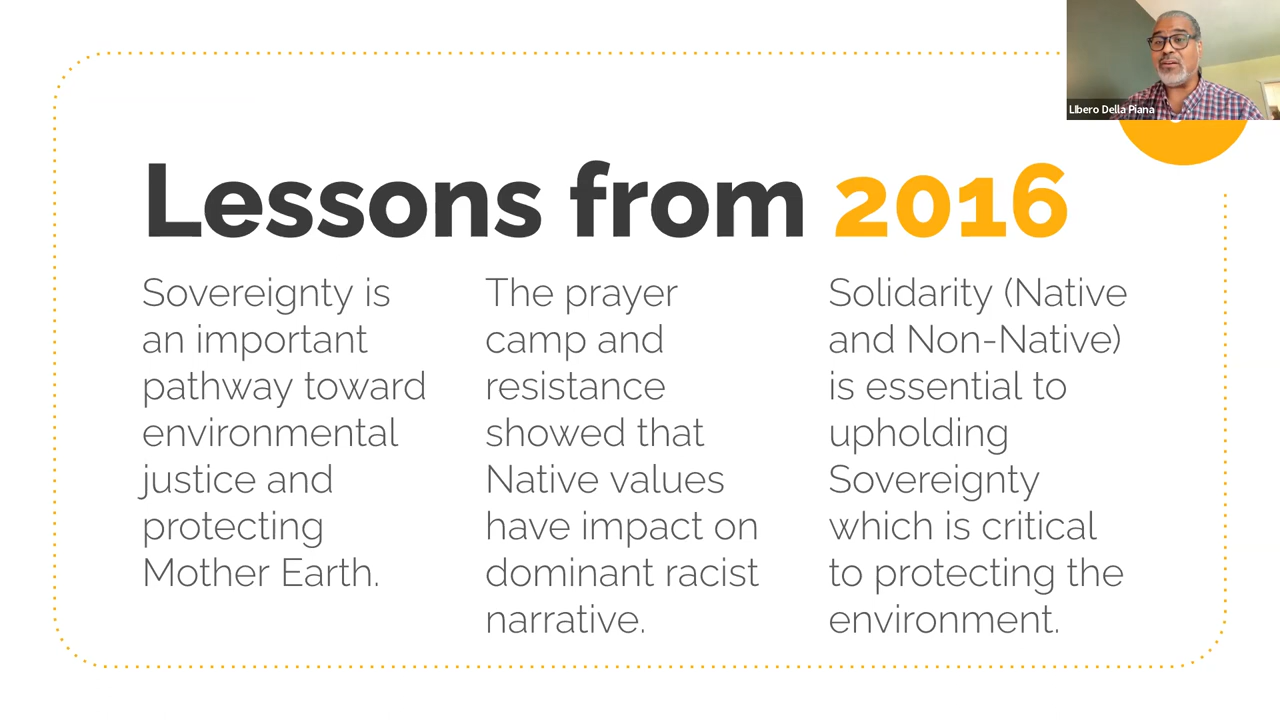 LIbero Della Piana
Lessons from 2016
Sovereignty is
an important
pathway toward
environmental
justice and
protecting
Mother Earth.
The prayer
camp and
resistance
showed that
Native values
have impact on
dominant racist
narrative.
Solidarity (Native
and Non-Native)
is essential to
upholding
Sovereignty
which is critical
to protecting the
environment.